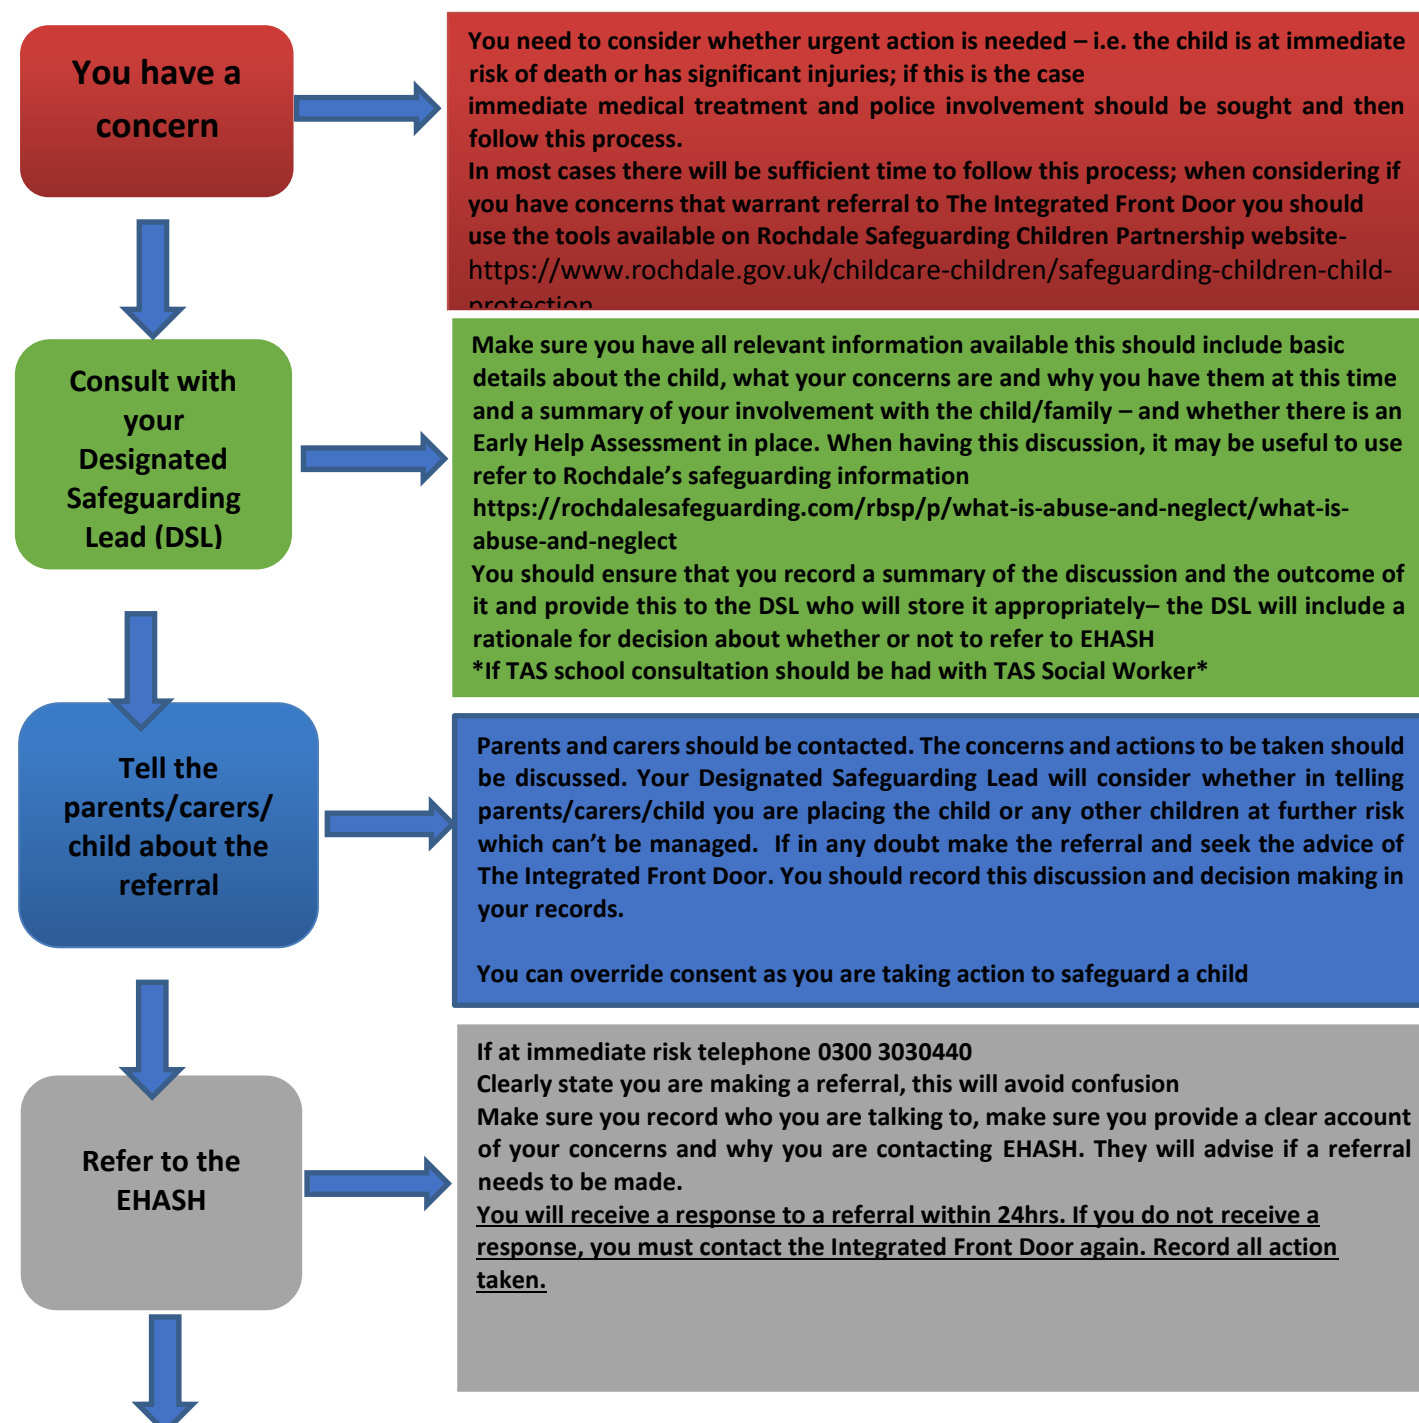 You have a
concern
You need to consider whether urgent action is needed – i.e. the child is at immediate
risk of death or has significant injuries; if this is the case
immediate medical treatment and police involvement should be sought and then
follow this process.
In most cases there will be sufficient time to follow this process; when considering if
you have concerns that warrant referral to The Integrated Front Door you should
use the tools available on Rochdale Safeguarding Children Partnership website-
https://www.rochdale.gov.uk/childcare-children/safeguarding-children-child-
protection
Consult with
your
Designated
Safeguarding
Lead (DSL)
Make sure you have all relevant information available this should include basic
details about the child, what your concerns are and why you have them at this time
and a summary of your involvement with the child/family – and whether there is an
Early Help Assessment in place. When having this discussion, it may be useful to use
refer to Rochdale’s safeguarding information
https://rochdalesafeguarding.com/rbsp/p/what-is-abuse-and-neglect/what-is-
abuse-and-neglect
You should ensure that you record a summary of the discussion and the outcome of
it and provide this to the DSL who will store it appropriately– the DSL will include a
rationale for decision about whether or not to refer to EHASH
*If TAS school consultation should be had with TAS Social Worker*
Tell the
parents/carers/
child about the
referral
Parents and carers should be contacted. The concerns and actions to be taken should
be discussed. Your Designated Safeguarding Lead will consider whether in telling
parents/carers/child you are placing the child or any other children at further risk
which can’t be managed. If in any doubt make the referral and seek the advice of
The Integrated Front Door. You should record this discussion and decision making in
your records.
You can override consent as you are taking action to safeguard a child
Refer to the
EHASH
If at immediate risk telephone 0300 3030440
Clearly state you are making a referral, this will avoid confusion
Make sure you record who you are talking to, make sure you provide a clear account
of your concerns and why you are contacting EHASH. They will advise if a referral
needs to be made.
You will receive a response to a referral within 24hrs. If you do not receive a
response, you must contact the Integrated Front Door again. Record all action
taken.